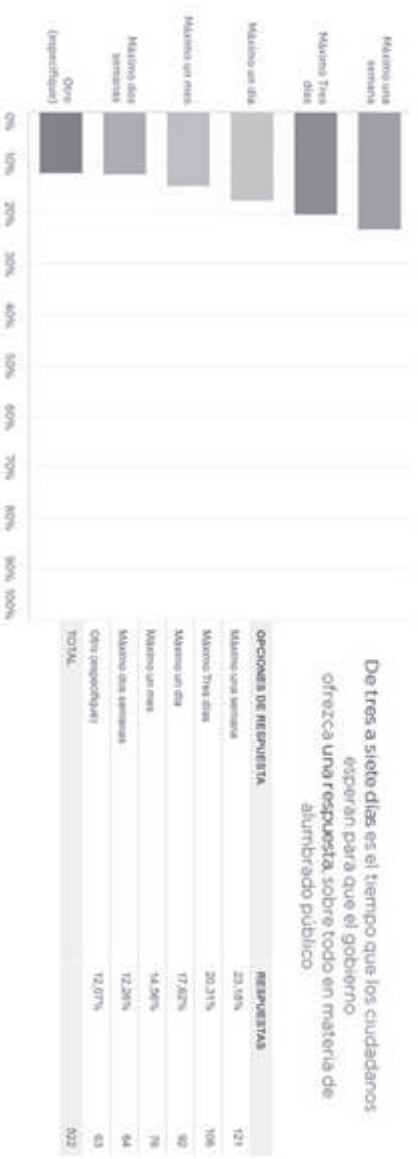 Máximo una
semana
Máximo Tres
días
Máximo un día
Máximo un mes
Máximo dos
semanas
Otro
(especifique)
0% 10% 20% 30% 40% 50% 60% 70% 80% 90% 100%
De tres a siete días es el tiempo que los ciudadanos
esperan para que el gobierno
ofrezca una respuesta, sobre todo en materia de
alumbrado público
OPCIONES DE RESPUESTA RESPUESTAS
Máximo una semana 23,18% 121
Máximo Tres días 20,31% 106
Máximo un día 17,62% 92
Máximo un mes 14,56% 76
Máximo dos semanas 12,26% 64
Otro (especifique) 12,07% 63
TOTAL 522